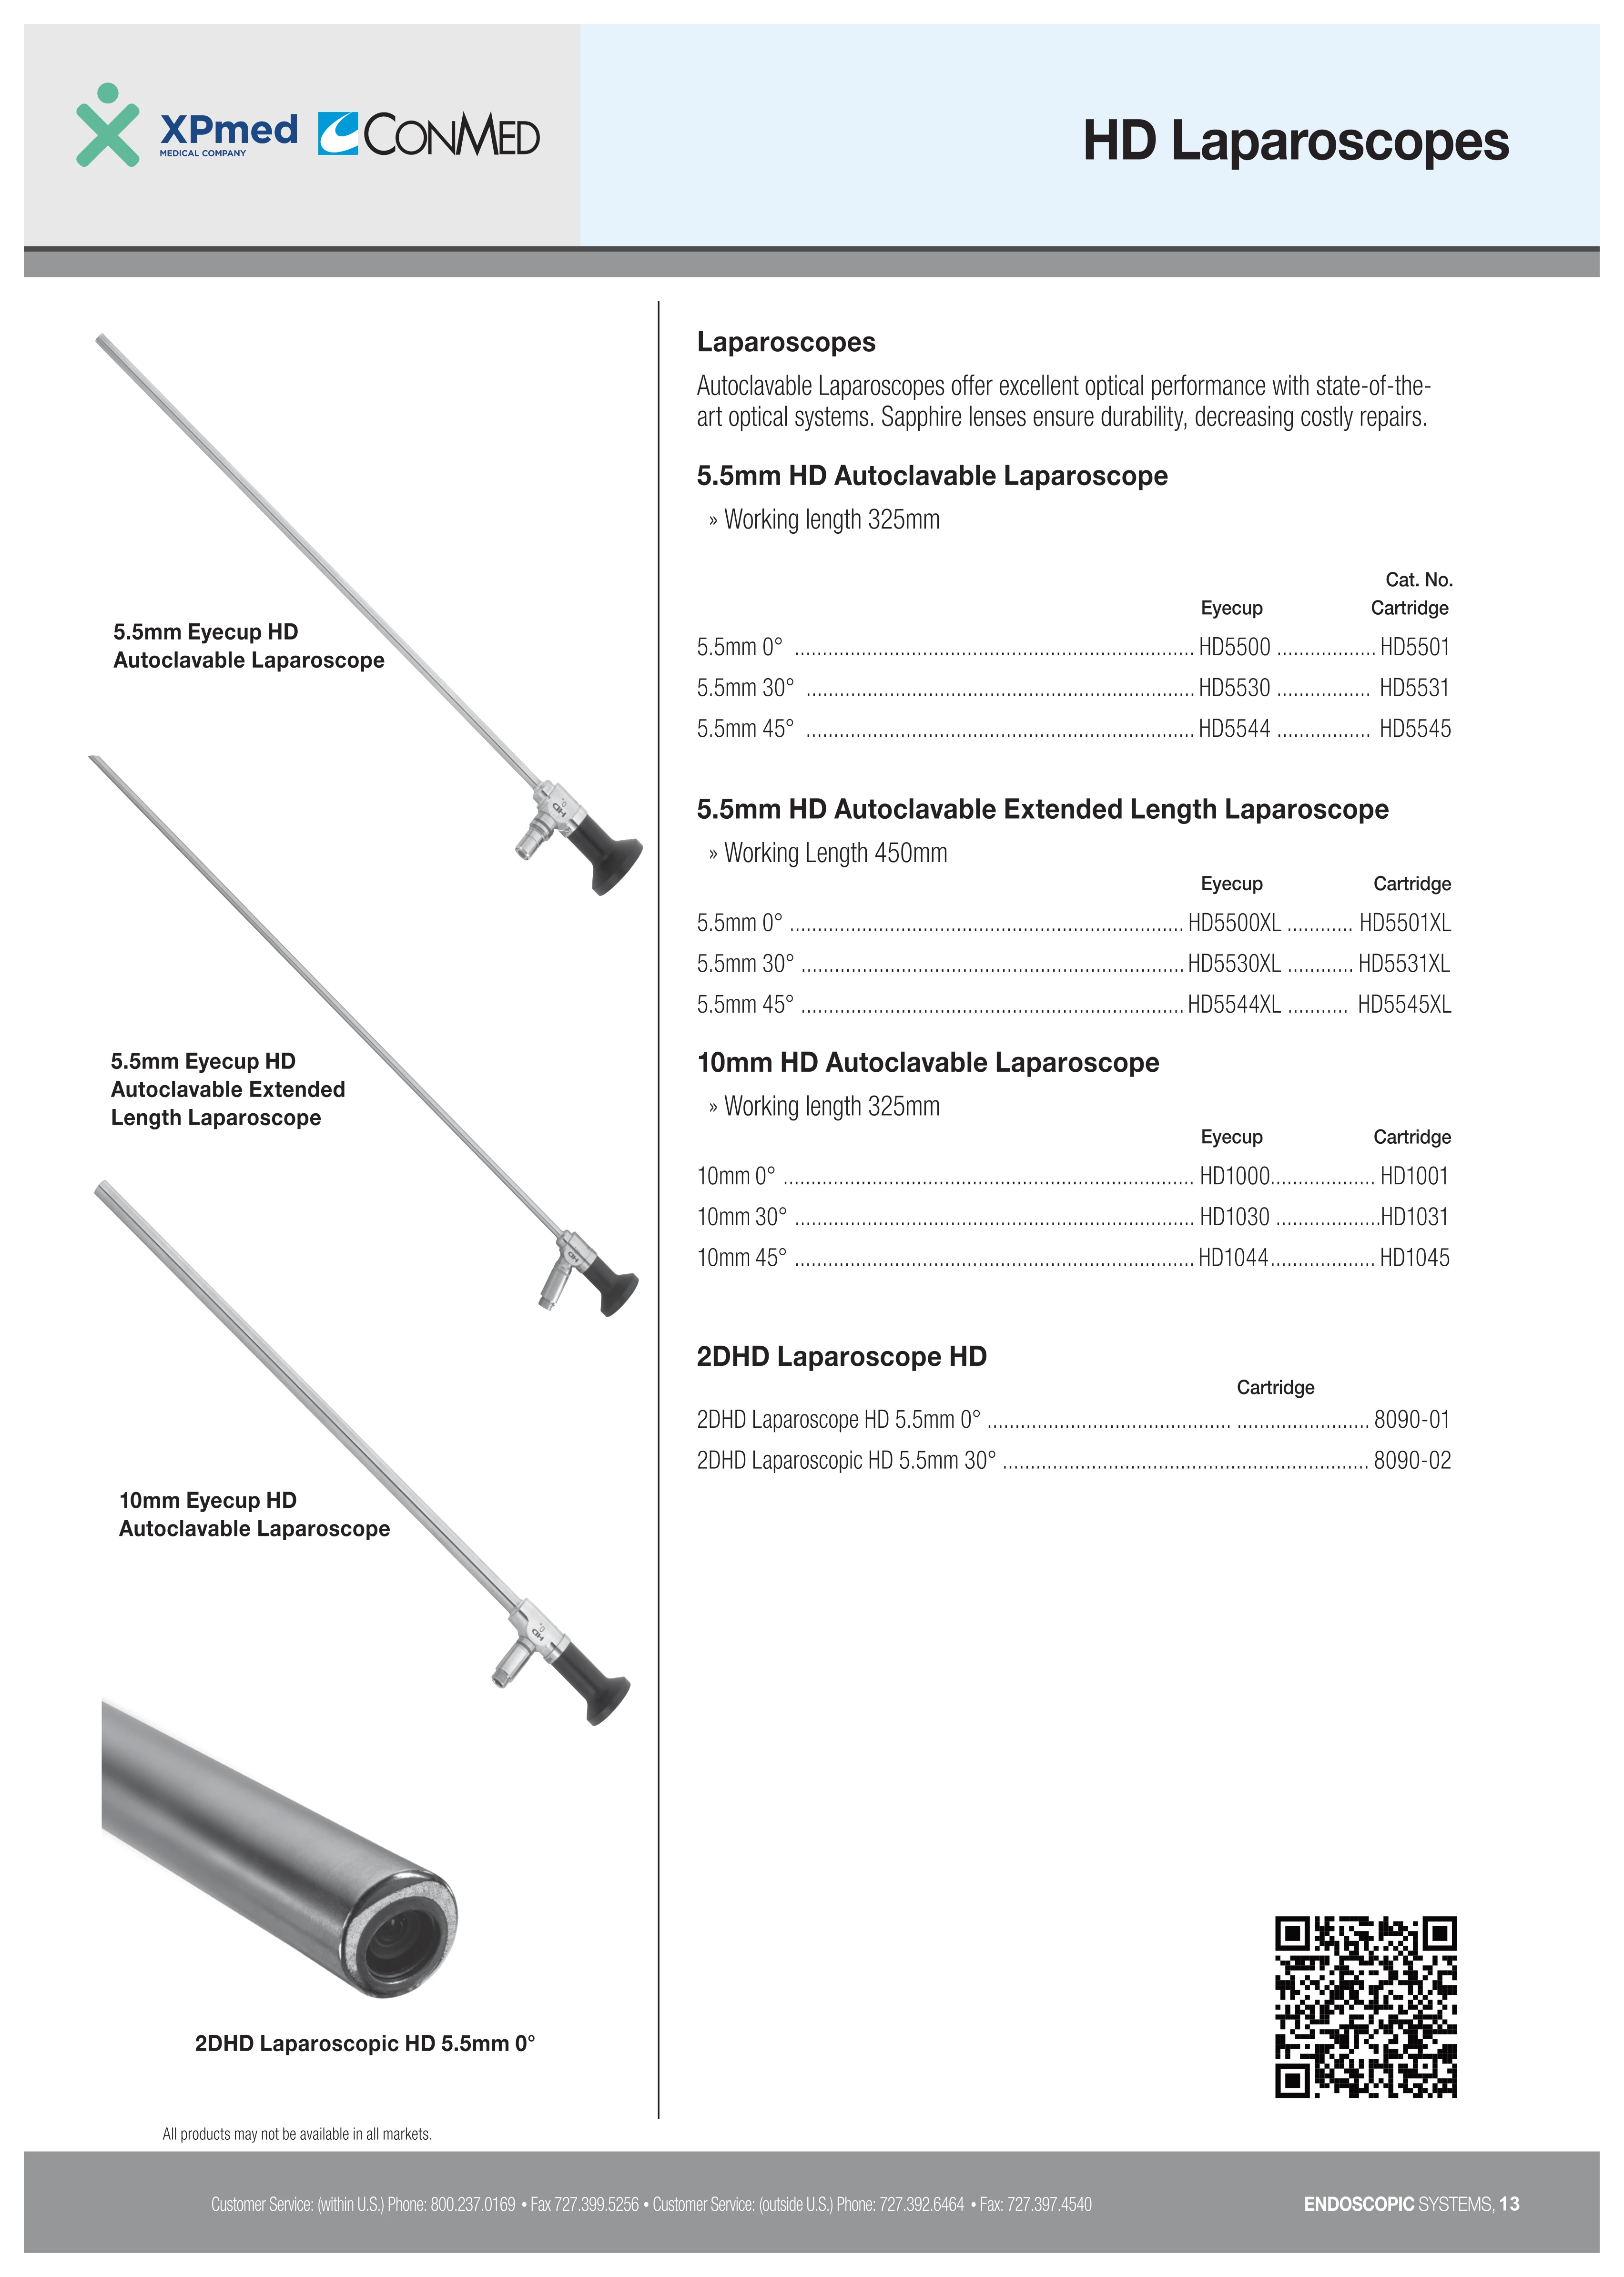 XPmed
MEDICAL COMPANY
CONMED
HD Laparoscopes
5.5mm Eyecup HD
Autoclavable Laparoscope
5.5mm Eyecup HD
Autoclavable Extended
Length Laparoscope
10mm Eyecup HD
Autoclavable Laparoscope
2DHD Laparoscopic HD 5.5mm 0°
Laparoscopes
Autoclavable Laparoscopes offer excellent optical performance with state-of-the-
art optical systems. Sapphire lenses ensure durability, decreasing costly repairs.
5.5mm HD Autoclavable Laparoscope
» Working length 325mm
Cat. No.
Eyecup Cartridge
5.5mm 0° ........................................................................ HD5500 .................. HD5501
5.5mm 30° ...................................................................... HD5530 ................. HD5531
5.5mm 45° ...................................................................... HD5544 ................. HD5545
5.5mm HD Autoclavable Extended Length Laparoscope
» Working Length 450mm
Eyecup Cartridge
5.5mm 0° ....................................................................... HD5500XL ............ HD5501XL
5.5mm 30° ..................................................................... HD5530XL ............ HD5531XL
5.5mm 45° ..................................................................... HD5544XL ........... HD5545XL
10mm HD Autoclavable Laparoscope
» Working length 325mm
Eyecup Cartridge
10mm 0° .......................................................................... HD1000................... HD1001
10mm 30° ........................................................................ HD1030 ...................HD1031
10mm 45° ........................................................................ HD1044................... HD1045
2DHD Laparoscope HD
Cartridge
2DHD Laparoscope HD 5.5mm 0° ............................................ ........................ 8090-01
2DHD Laparoscopic HD 5.5mm 30° .................................................................. 8090-02
All products may not be available in all markets.
Customer Service: (within U.S.) Phone: 800.237.0169 • Fax 727.399.5256 • Customer Service: (outside U.S.) Phone: 727.392.6464 • Fax: 727.397.4540
ENDOSCOPIC SYSTEMS, 13